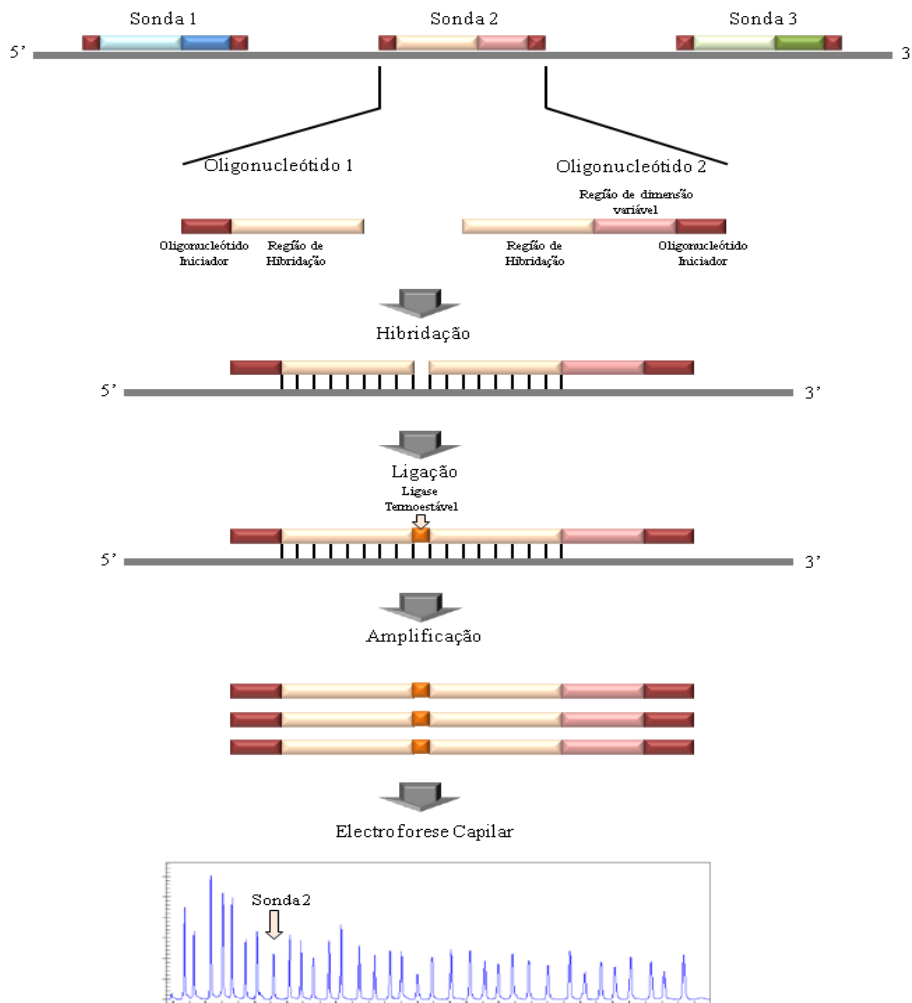 Sonda 1
Sonda 2
Sonda 3
5’
3
Oligonucleótido 1
Oligonucleótido 2
Região de dimensão
variável
Oligonucleótido
Iniciador
Região de
Hibridação
Região de
Hibridação
Oligonucleótido
Iniciador
Hibridação
5’
3’
Ligação
Ligase
Termoestável
5’
3’
Amplificação
Electroforese Capilar
Sonda 2